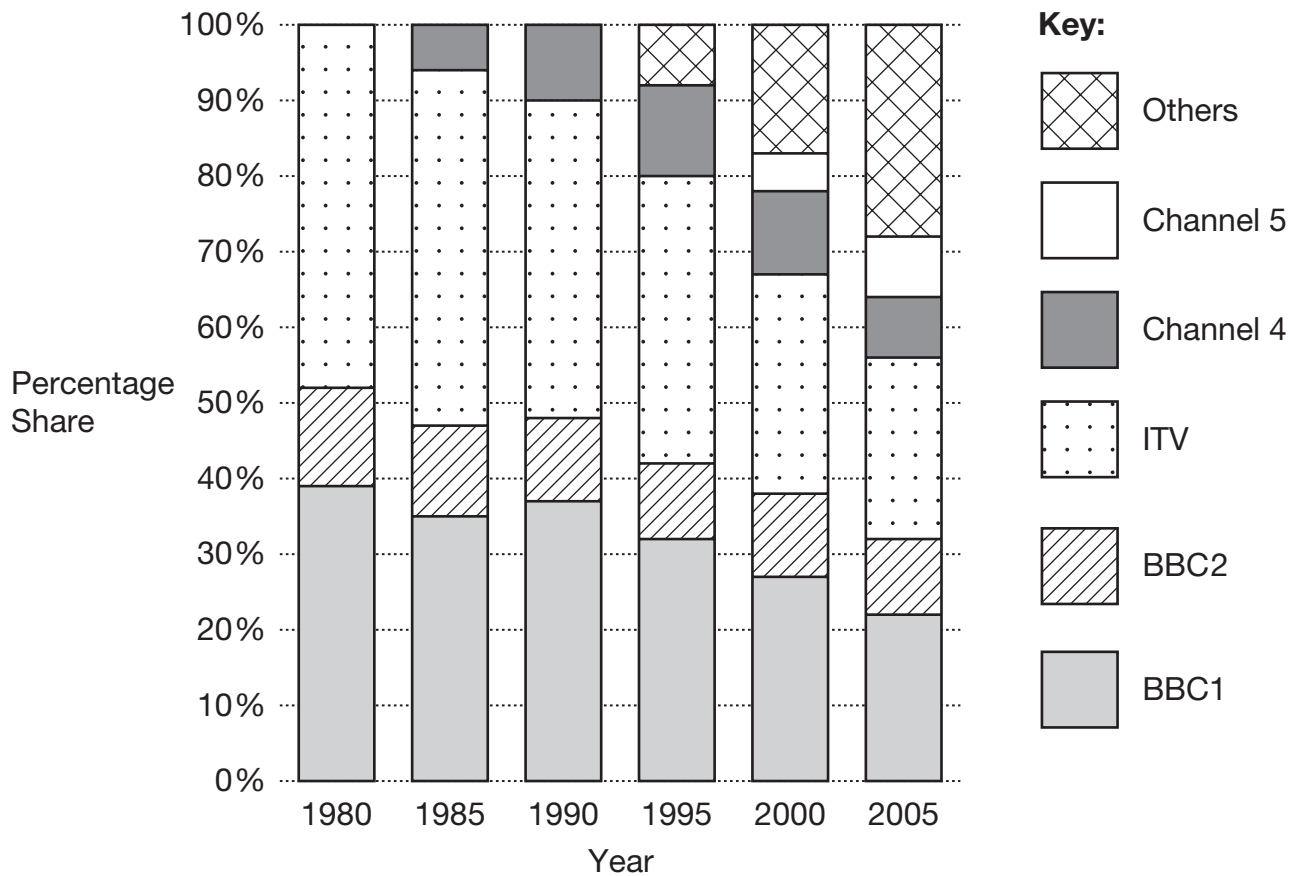 100%
90%
80%
70%
60%
50%
40%
30%
20%
10%
0%
Percentage
Share
1980 1985 1990 1995 2000 2005
Year
Key:
Others
Channel 5
Channel 4
ITV
BBC2
BBC1